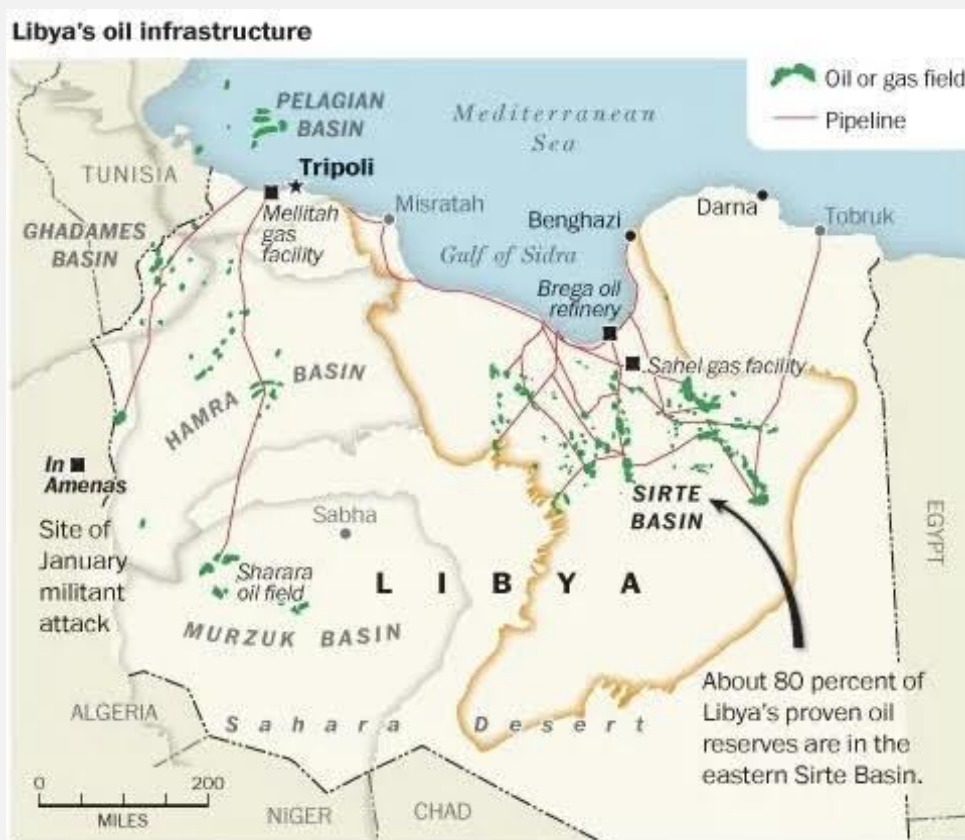 Libya's oil infrastructure
Oil or gas field
Pipeline
PELAGIAN
BASIN
Mediterranean
Sea
TUNISIA
Tripoli
Mellitah
gas
facility
Misratah
Benghazi
Darna
Tobruk
GHADAMES
BASIN
Gulf of Sidra
Brega oil
refinery
Sahel gas facility
HAMRA BASIN
In
Amenas
Site of
January
militant
attack
Sabha
SIRTE
BASIN
EGYPT
Sharara
oil field
LIBYA
MURZUK BASIN
About 80 percent of
Libya's proven oil
reserves are in the
eastern Sirte Basin.
ALGERIA
Sahara Desert
0 200
MILES
NIGER
CHAD